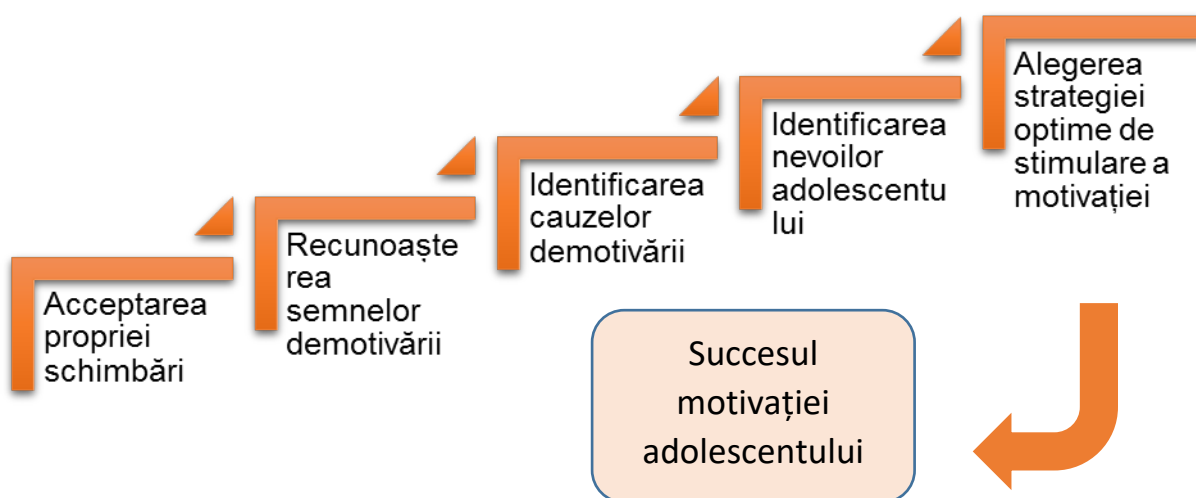 Acceptarea
propriei
schimbări
Recunoaște
rea
semnelor
demotivării
Identificarea
cauzelor
demotivării
Identificarea
nevoilor
adolescentu
lui
Alegerea
strategiei
optime de
stimulare a
motivației
Succesul
motivației
adolescentului